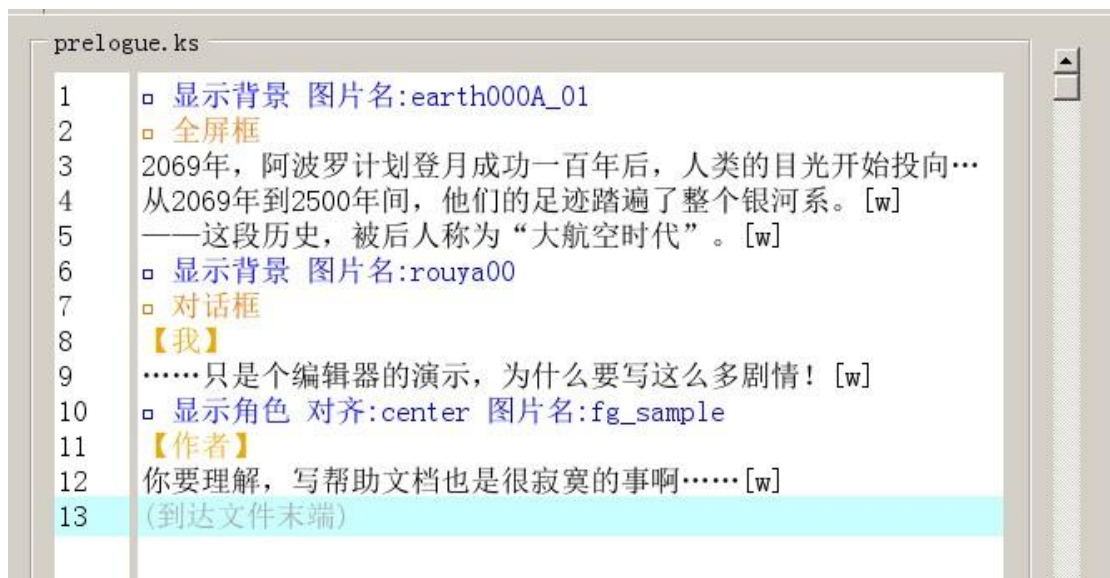 prelogue.ks
1 显示背景 图片名:earth000A_01
2 全屏框
3 2069年，阿波罗计划登月成功一百年后，人类的目光开始投向…
4 从2069年到2500年间，他们的足迹踏遍了整个银河系。[w]
5 ——这段历史，被后人称为“大航空时代”。[w]
6 显示背景 图片名:rouya00
7 对话框
8 【我】
9 ……只是个编辑器的演示，为什么要写这么多剧情！[w]
10 显示角色 对齐:center 图片名:fg_sample
11 【作者】
12 你要理解，写帮助文档也是很寂寞的事啊……[w]
13 (到达文件末端)